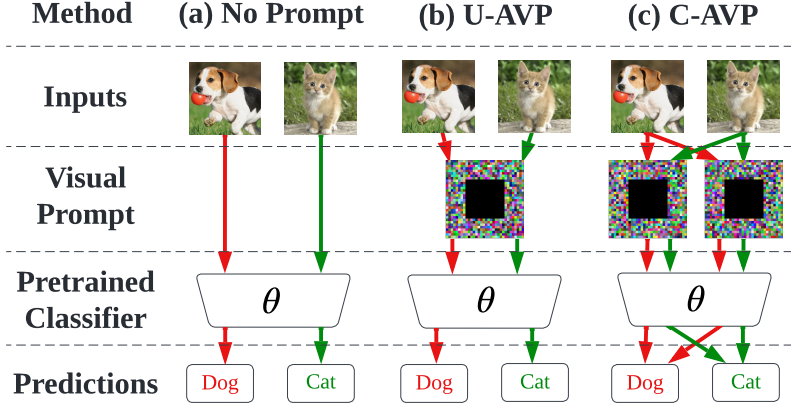 Method (a) No Prompt (b) U-AVP (c) C-AVP
Inputs
Visual
Prompt
Pretrained
Classifier
θ θ θ
Predictions Dog Cat Dog Cat Dog Cat